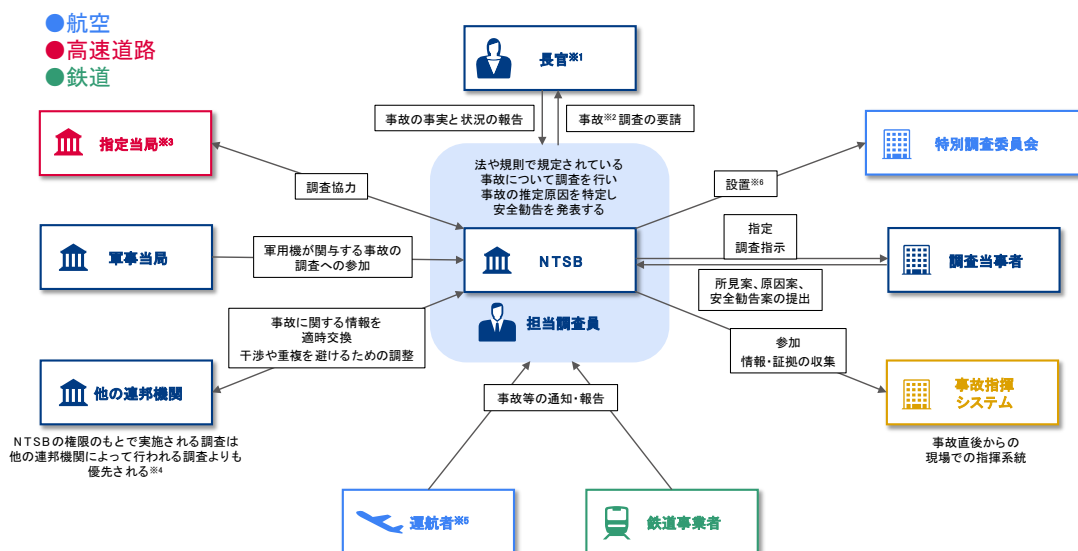 ●航空
●高速道路
●鉄道
長官※1
事故の事実と状況の報告
事故※2調査の要請
指定当局※3
特別調査委員会
法や規則で規定されている
事故について調査を行い
事故の推定原因を特定し
安全勧告を発表する
調査協力
設置※6
指定
調査指示
軍事当局
軍用機が関与する事故の
調査への参加
NTSB
調査当事者
所見案、原因案、
安全勧告案の提出
担当調査員
事故に関する情報を
適時交換
干渉や重複を避けるための調整
参加
情報・証拠の収集
他の連邦機関
事故指揮
システム
事故等の通知・報告
NTSBの権限のもとで実施される調査は
他の連邦機関によって行われる調査よりも
優先される※4
事故直後からの
現場での指揮系統
運航者※5
鉄道事業者